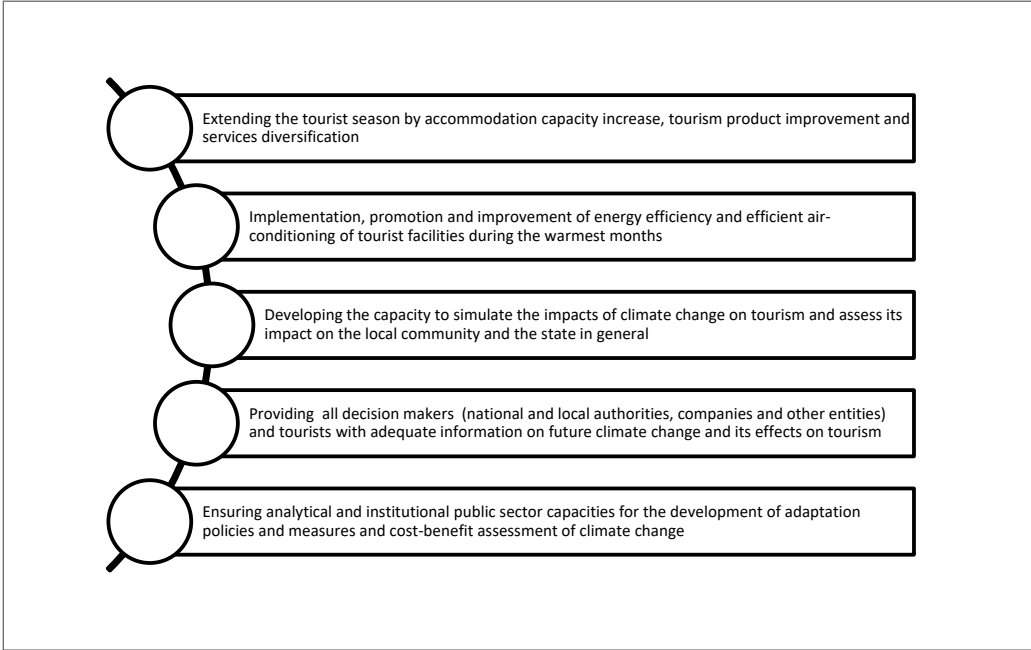 Extending the tourist season by accommodation capacity increase, tourism product improvement and
services diversification
Implementation, promotion and improvement of energy efficiency and efficient air-
conditioning of tourist facilities during the warmest months
Developing the capacity to simulate the impacts of climate change on tourism and assess its
impact on the local community and the state in general
Providing  all decision makers  (national and local authorities, companies and other entities)
and tourists with adequate information on future climate change and its effects on tourism
Ensuring analytical and institutional public sector capacities for the development of adaptation
policies and measures and cost-benefit assessment of climate change